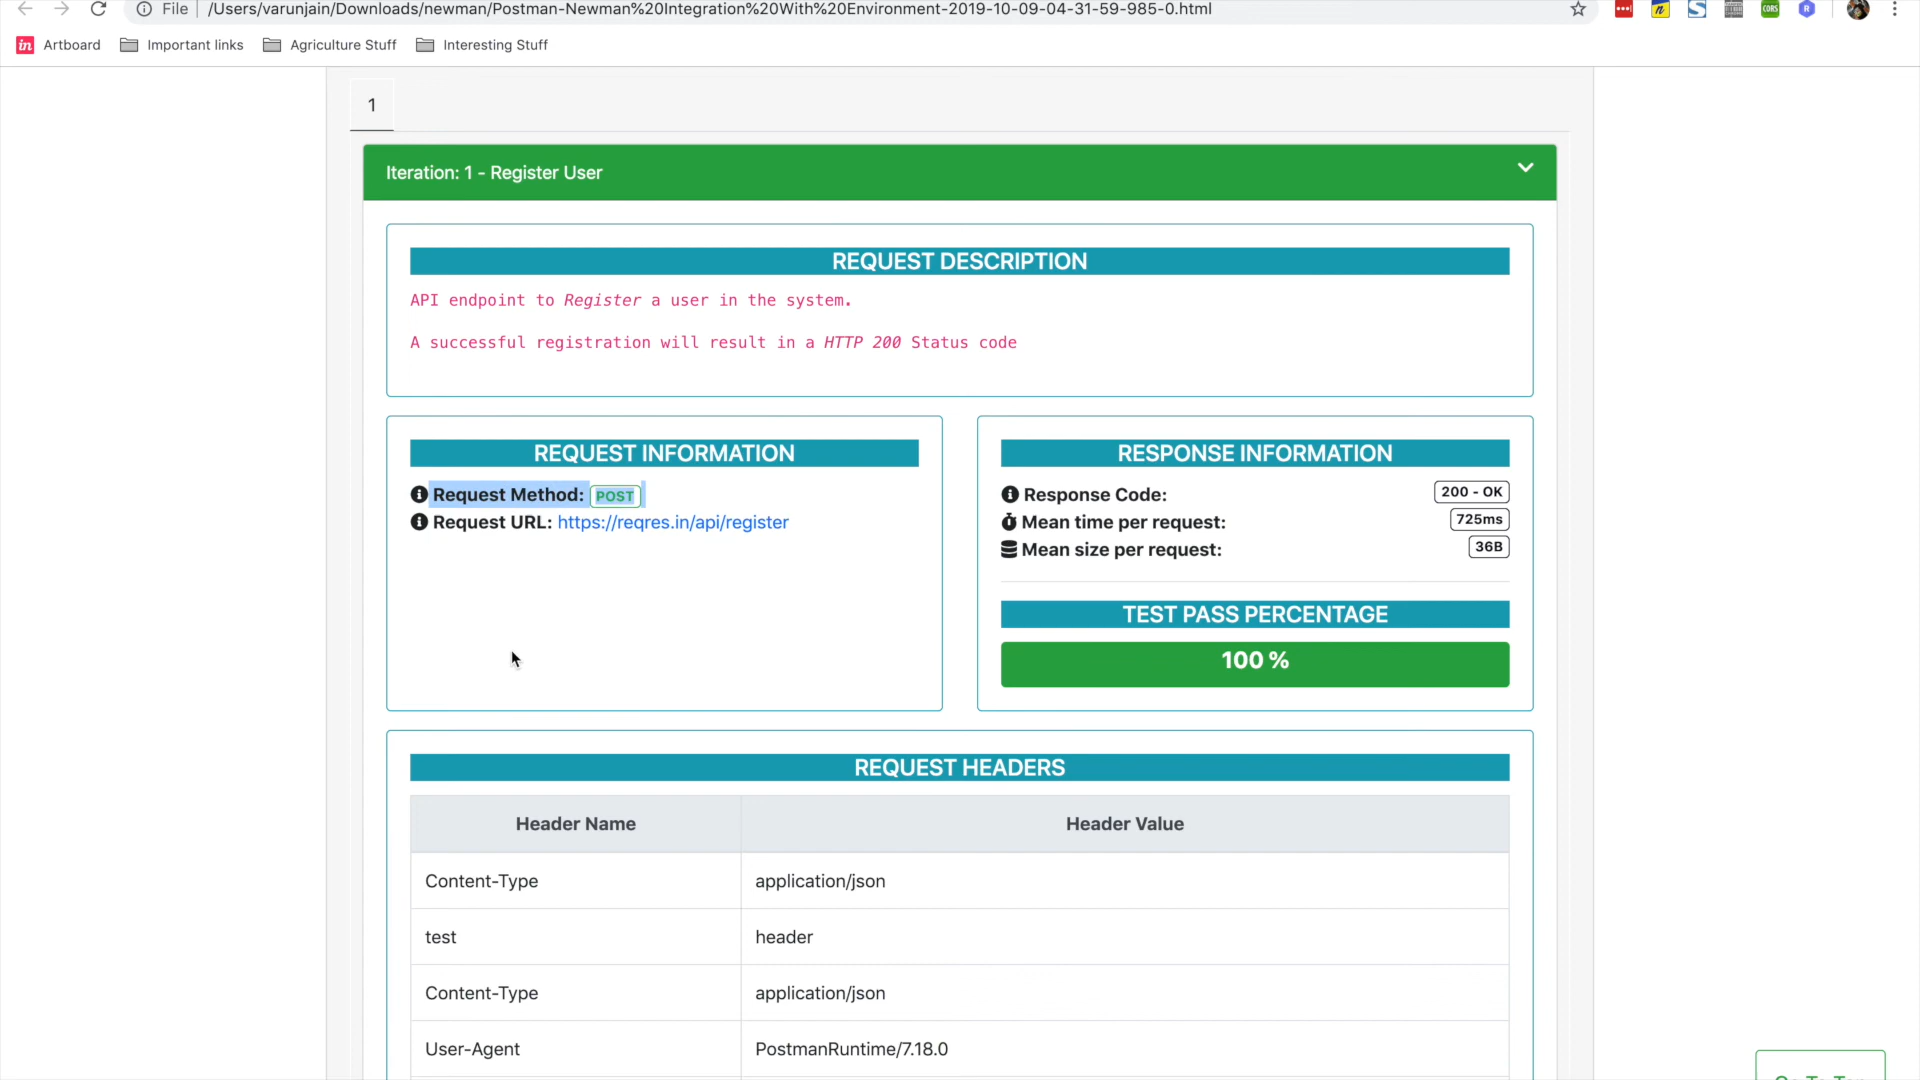 File /Users/varunjain/Downloads/newman/Postman-Newman%20Integration%20With%20Environment-2019-10-09-04-31-59-985-0.html
in Artboard Important links Agriculture Stuff Interesting Stuff
1
Iteration: 1 - Register User
REQUEST DESCRIPTION
API endpoint to Register a user in the system.
A successful registration will result in a HTTP 200 Status code
REQUEST INFORMATION
Request Method: POST
Request URL: https://reqres.in/api/register
RESPONSE INFORMATION
Response Code: 200 - OK
Mean time per request: 725ms
Mean size per request: 36B
TEST PASS PERCENTAGE
100 %
REQUEST HEADERS
Header Name Header Value
Content-Type application/json
test header
Content-Type application/json
User-Agent PostmanRuntime/7.18.0